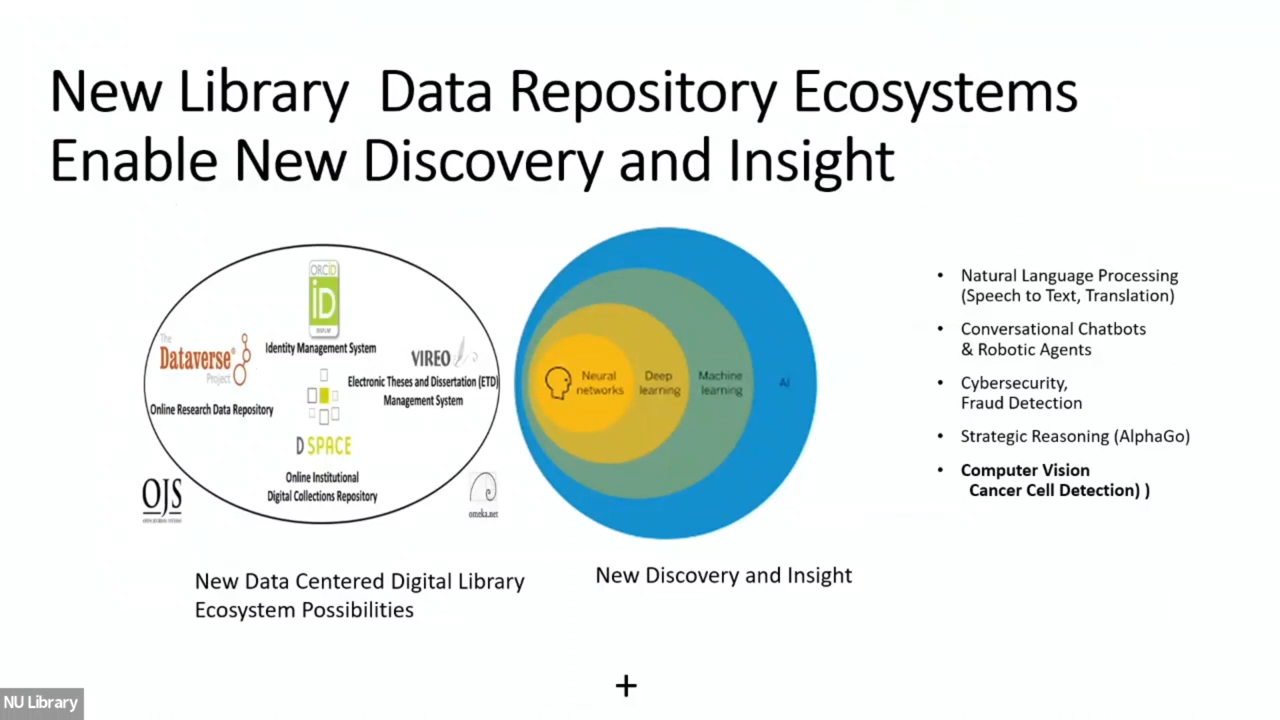 New Library Data Repository Ecosystems
Enable New Discovery and Insight
ORCID
iD
Identity Management System
The
Dataverse®
Project
Online Research Data Repository
VIREO
Electronic Theses and Dissertation (ETD)
Management System
D SPACE
Online Institutional
Digital Collections Repository
OJS
omeka.net
New Data Centered Digital Library
Ecosystem Possibilities
Neural
networks
Deep
learning
Machine
learning
AI
New Discovery and Insight
• Natural Language Processing
(Speech to Text, Translation)
• Conversational Chatbots
& Robotic Agents
• Cybersecurity,
Fraud Detection
• Strategic Reasoning (AlphaGo)
• Computer Vision
Cancer Cell Detection) )
+
NU Library